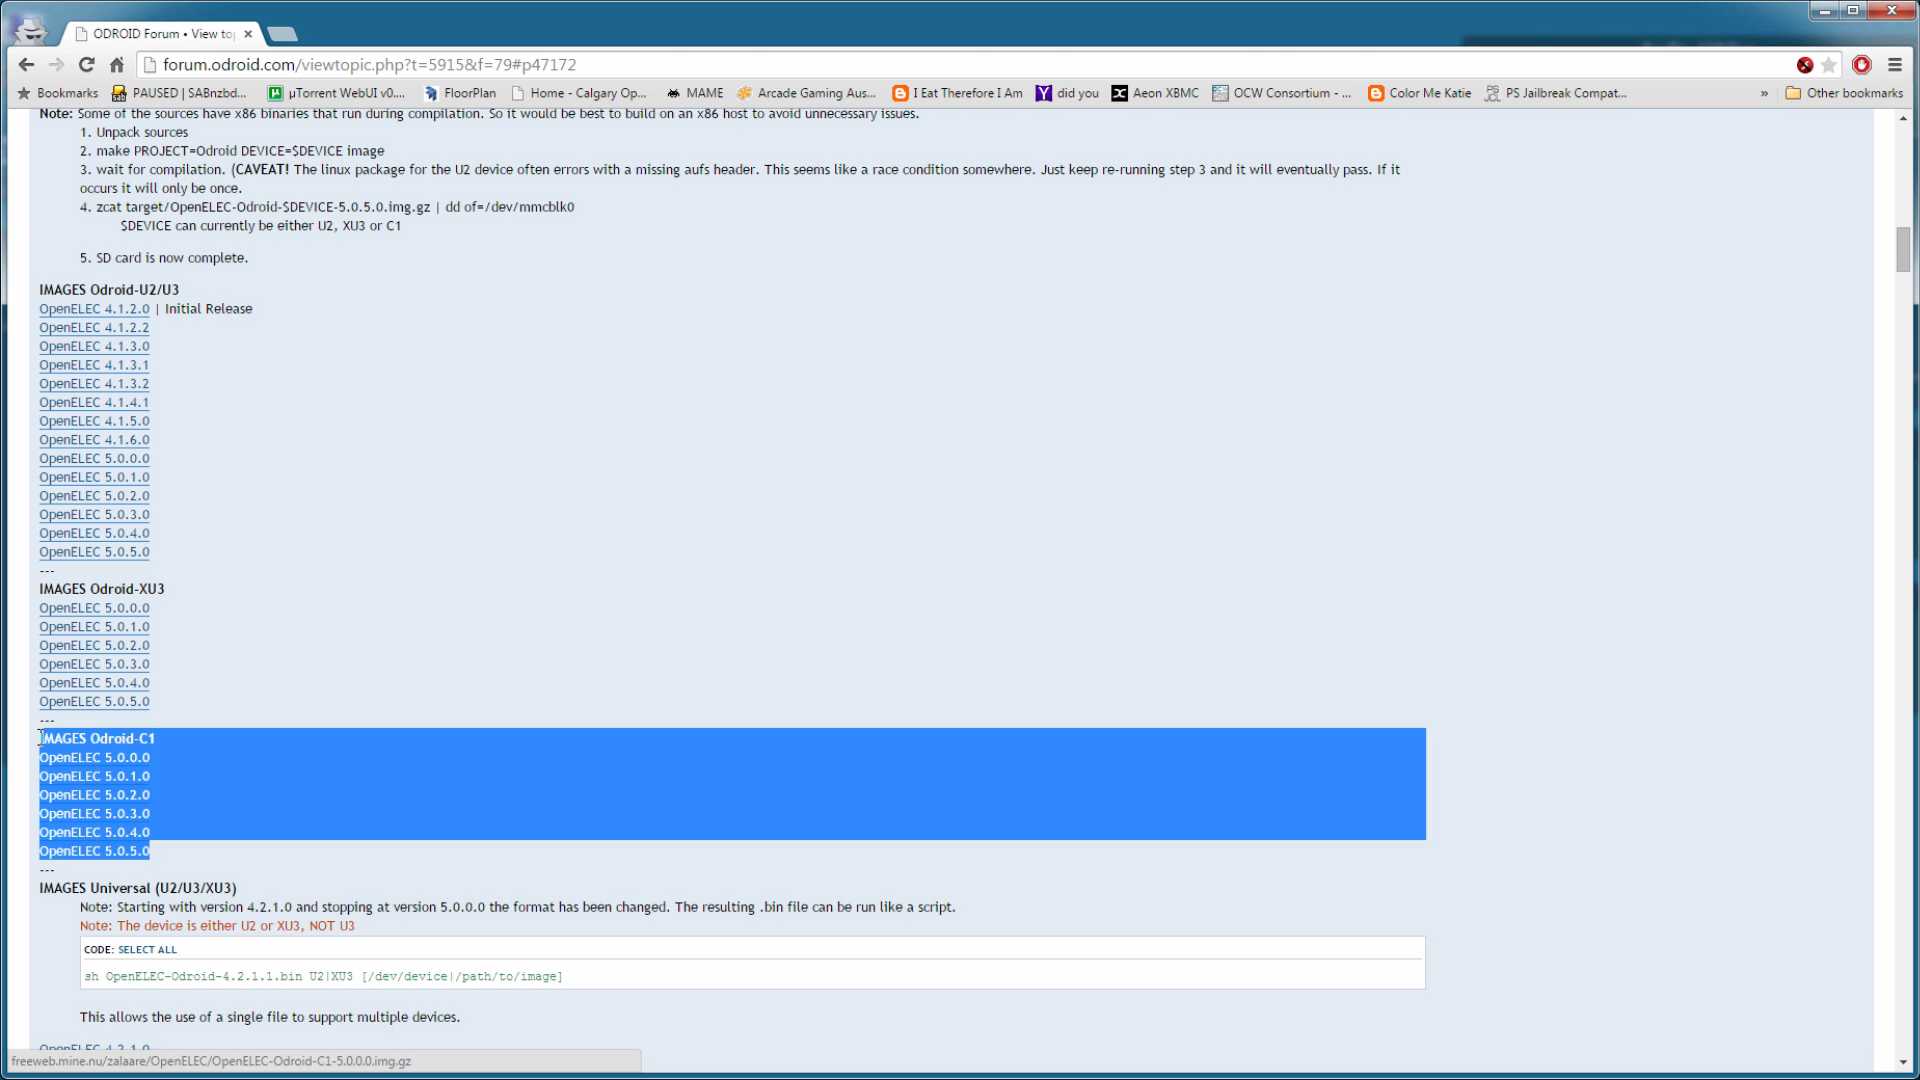 ODROID Forum • View to
forum.odroid.com/viewtopic.php?t=5915&f=79#p47172
Bookmarks PAUSED | SABnzbd... µTorrent WebUI v0.... FloorPlan Home - Calgary Op... MAME Arcade Gaming Aus... I Eat Therefore I Am did you Aeon XBMC OCW Consortium - ... Color Me Katie PS Jailbreak Compat... » Other bookmarks
Note: Some of the sources have x86 binaries that run during compilation. So it would be best to build on an x86 host to avoid unnecessary issues.
1. Unpack sources
2. make PROJECT=Odroid DEVICE=$DEVICE image
3. wait for compilation. (CAVEAT! The linux package for the U2 device often errors with a missing aufs header. This seems like a race condition somewhere. Just keep re-running step 3 and it will eventually pass. If it
occurs it will only be once.
4. zcat target/OpenELEC-Odroid-$DEVICE-5.0.5.0.img.gz | dd of=/dev/mmcblk0
$DEVICE can currently be either U2, XU3 or C1
5. SD card is now complete.
IMAGES Odroid-U2/U3
OpenELEC 4.1.2.0 | Initial Release
OpenELEC 4.1.2.2
OpenELEC 4.1.3.0
OpenELEC 4.1.3.1
OpenELEC 4.1.3.2
OpenELEC 4.1.4.1
OpenELEC 4.1.5.0
OpenELEC 4.1.6.0
OpenELEC 5.0.0.0
OpenELEC 5.0.1.0
OpenELEC 5.0.2.0
OpenELEC 5.0.3.0
OpenELEC 5.0.4.0
OpenELEC 5.0.5.0
---
IMAGES Odroid-XU3
OpenELEC 5.0.0.0
OpenELEC 5.0.1.0
OpenELEC 5.0.2.0
OpenELEC 5.0.3.0
OpenELEC 5.0.4.0
OpenELEC 5.0.5.0
---
IMAGES Odroid-C1
OpenELEC 5.0.0.0
OpenELEC 5.0.1.0
OpenELEC 5.0.2.0
OpenELEC 5.0.3.0
OpenELEC 5.0.4.0
OpenELEC 5.0.5.0
---
IMAGES Universal (U2/U3/XU3)
Note: Starting with version 4.2.1.0 and stopping at version 5.0.0.0 the format has been changed. The resulting .bin file can be run like a script.
Note: The device is either U2 or XU3, NOT U3
CODE: SELECT ALL
sh OpenELEC-Odroid-4.2.1.1.bin U2|XU3 [/dev/device|/path/to/image]
This allows the use of a single file to support multiple devices.
OpenELEC 4.2.1.0
freeweb.mine.nu/zalaare/OpenELEC/OpenELEC-Odroid-C1-5.0.0.0.img.gz